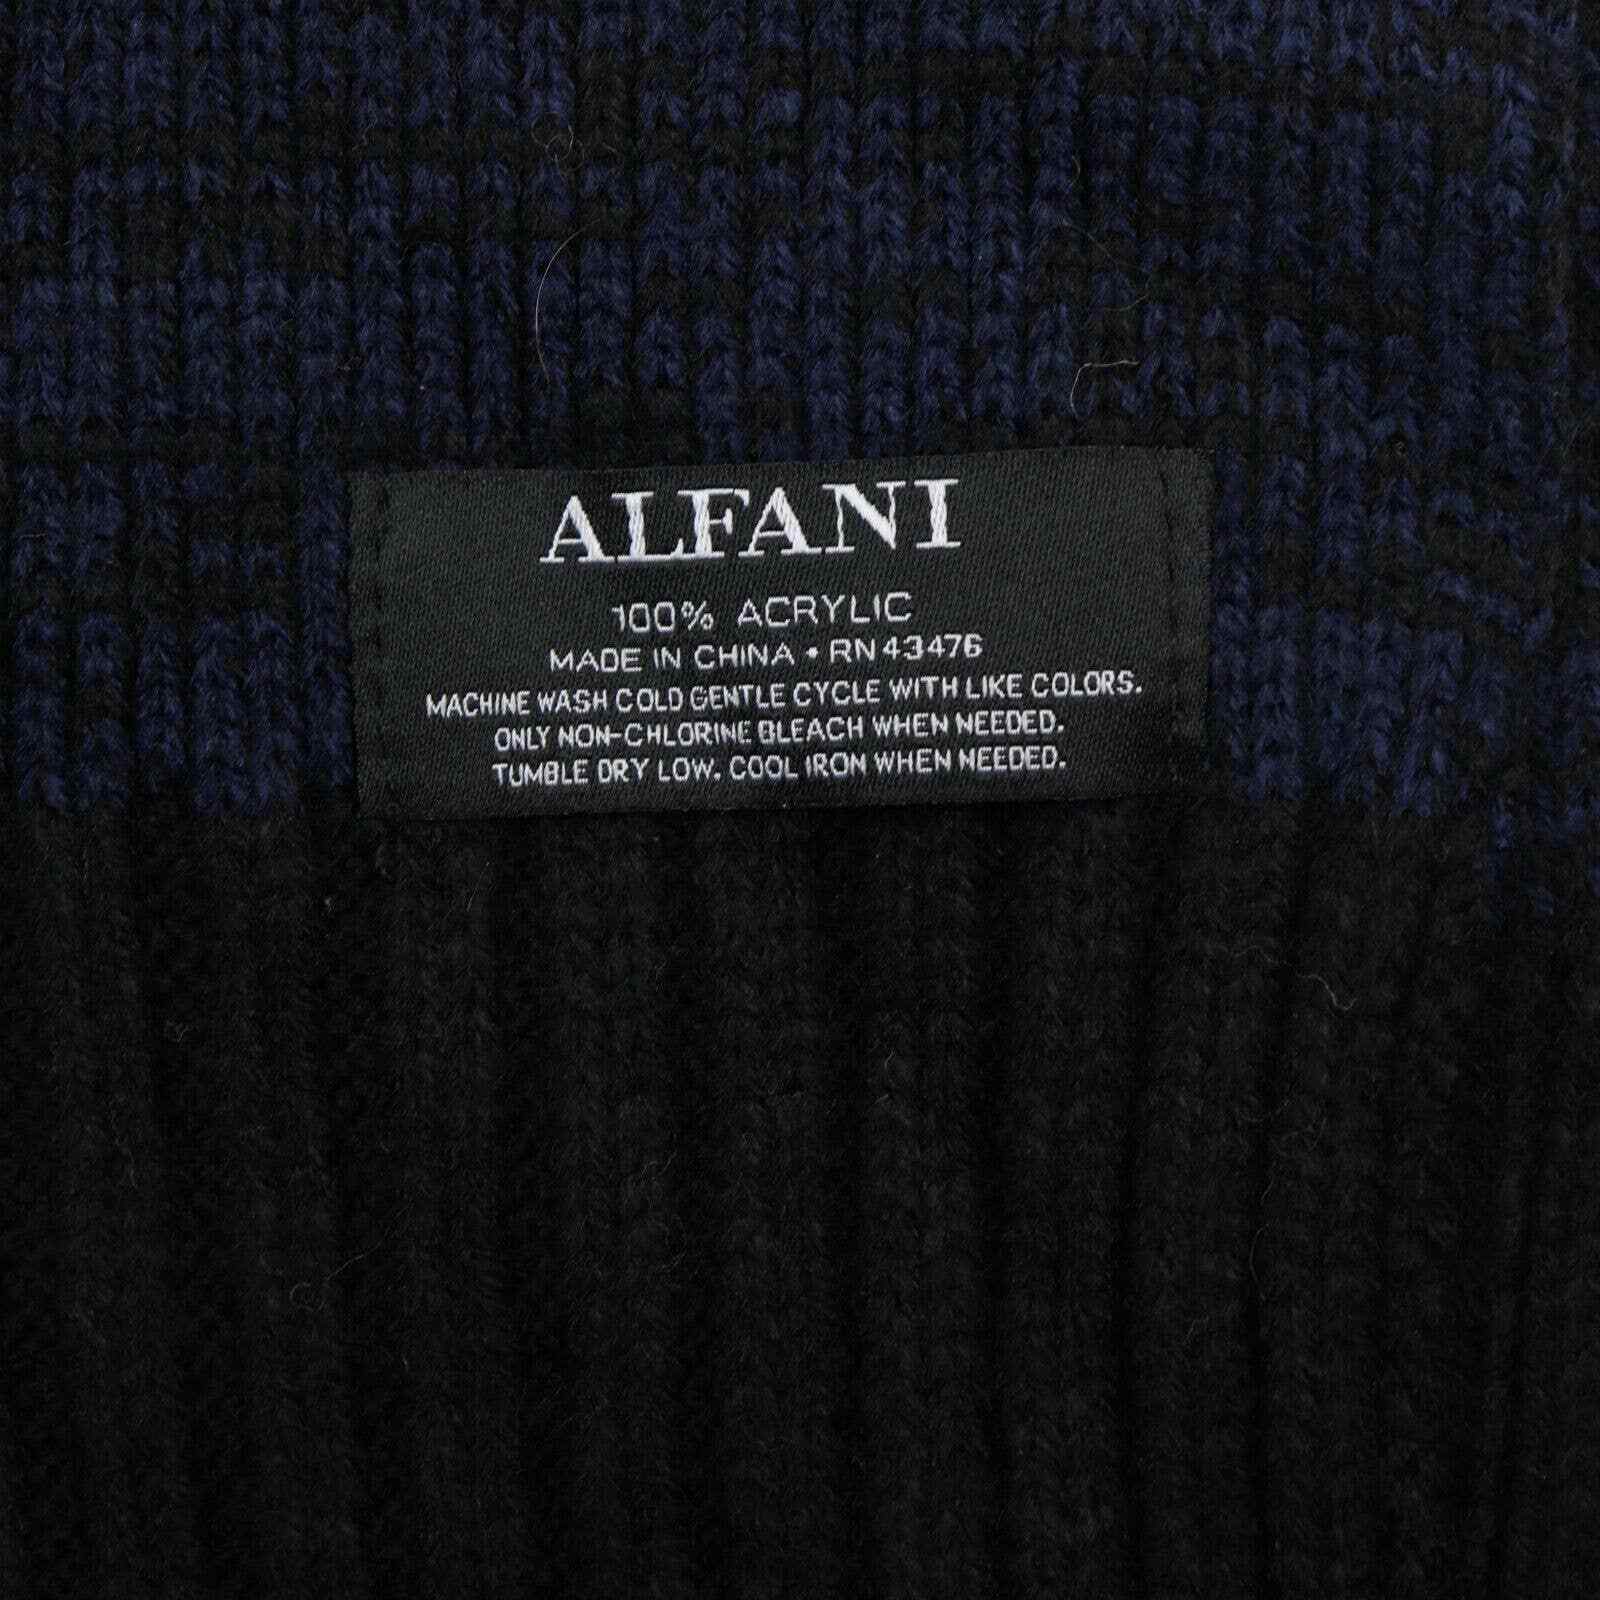 ALFANI
100% ACRYLIC
MADE IN CHINA • RN 43476
MACHINE WASH COLD GENTLE CYCLE WITH LIKE COLORS.
ONLY NON-CHLORINE BLEACH WHEN NEEDED.
TUMBLE DRY LOW. COOL IRON WHEN NEEDED.